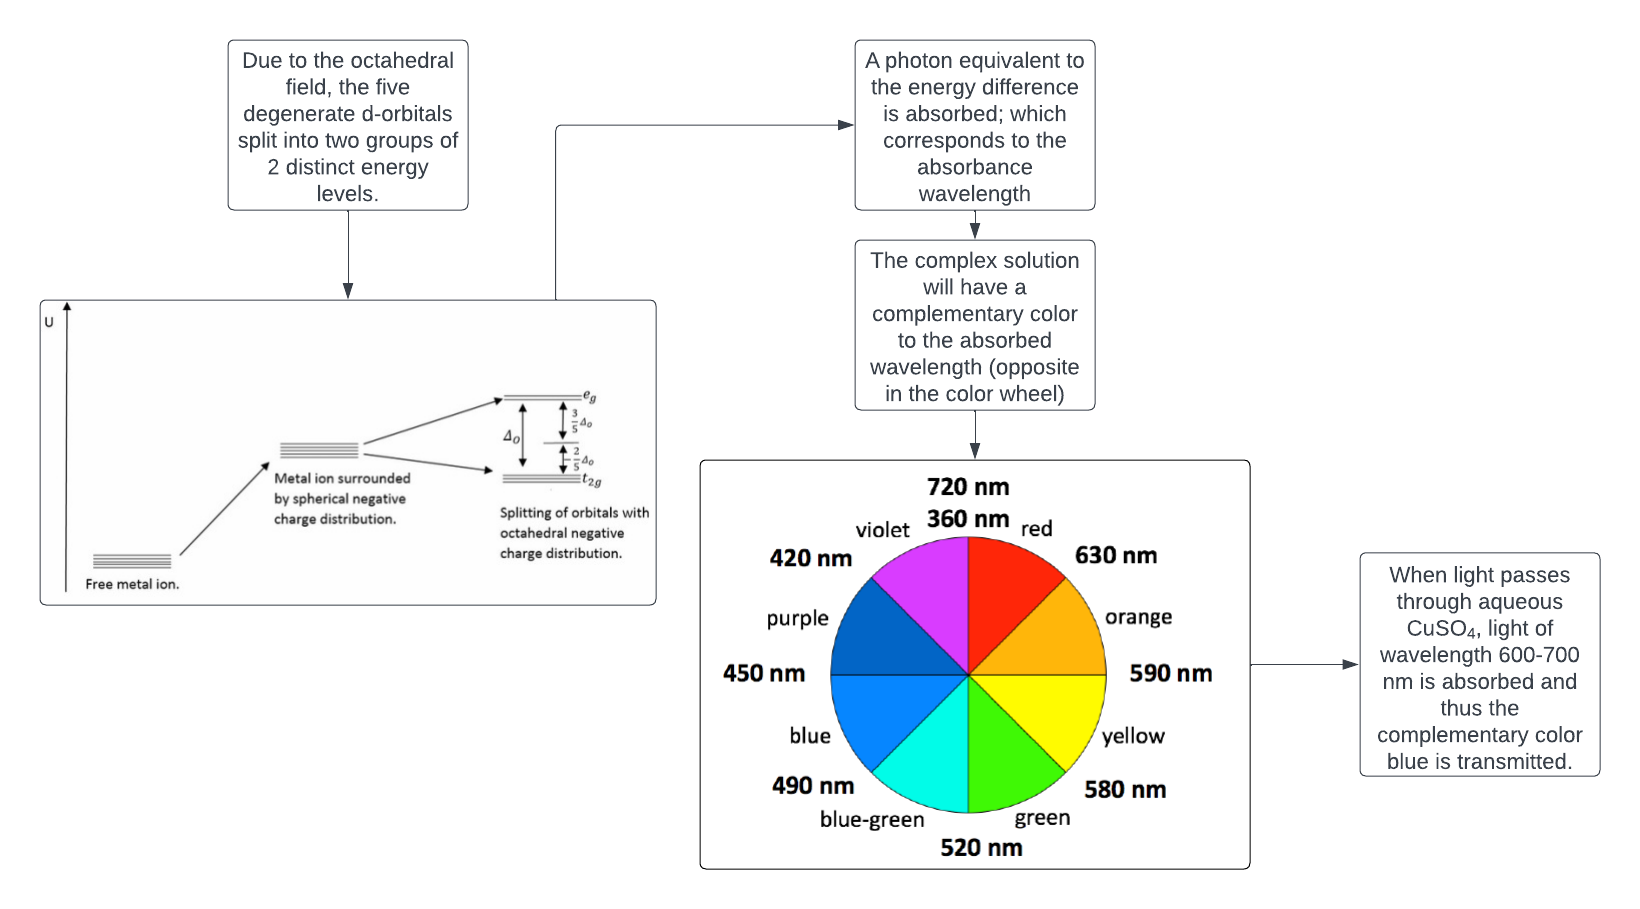 Due to the octahedral
field, the five
degenerate d-orbitals
split into two groups of
2 distinct energy
levels.
U
e_g
Δ_o
3/5 Δ_o
-2/5 Δ_o
t_2g
Metal ion surrounded
by spherical negative
charge distribution.
Splitting of orbitals with
octahedral negative
charge distribution.
Free metal ion.
A photon equivalent to
the energy difference
is absorbed; which
corresponds to the
absorbance
wavelength
The complex solution
will have a
complementary color
to the absorbed
wavelength (opposite
in the color wheel)
720 nm
360 nm
violet
red
420 nm
630 nm
purple
orange
450 nm
590 nm
blue
yellow
490 nm
580 nm
blue-green
green
520 nm
When light passes
through aqueous
CuSO₄, light of
wavelength 600-700
nm is absorbed and
thus the
complementary color
blue is transmitted.